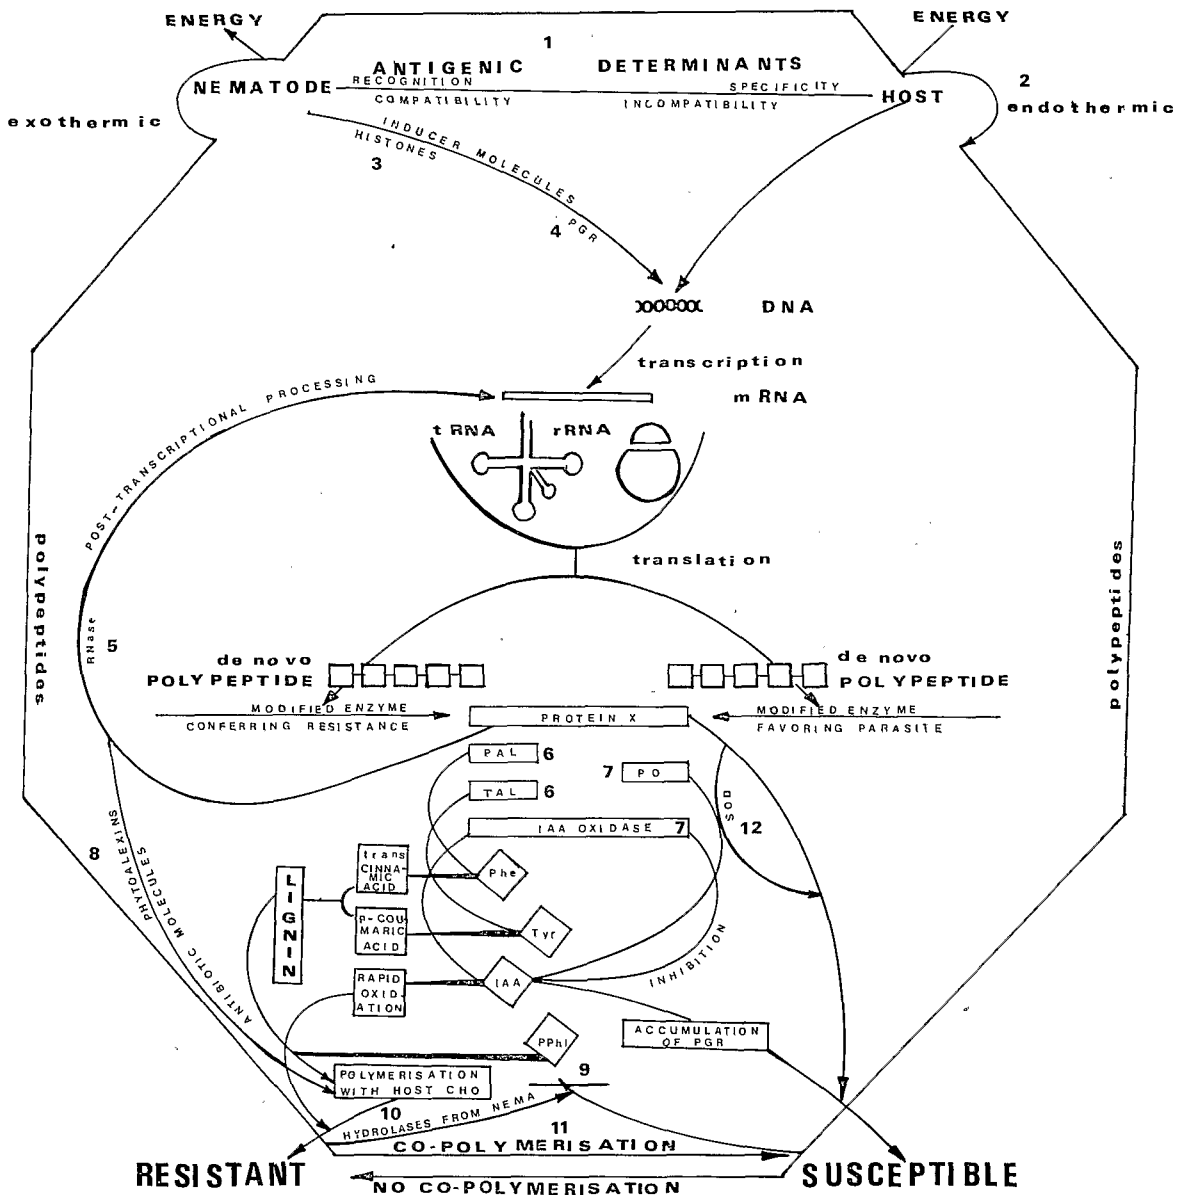 ENERGY
ENERGY
1
ANTIGENIC DETERMINANTS
2
NEMATODE
RECOGNITION
SPECIFICITY
COMPATIBILITY
INCOMPATIBILITY
HOST
exothermic
endothermic
INDUCER MOLECULES
HISTONES
3
4
PGR
DNA
transcription
mRNA
POST-TRANSCRIPTIONAL PROCESSING
tRNA
rRNA
translation
polypeptides
polypeptides
RNase
5
de novo
POLYPEPTIDE
de novo
POLYPEPTIDE
MODIFIED ENZYME
CONFERRING RESISTANCE
PROTEIN X
MODIFIED ENZYME
FAVORING PARASITE
PAL
6
7
PO
TAL
6
IAA OXIDASE
7
SOD
12
8
PHYTOALEXINS
ANTIBIOTIC MOLECULES
LIGNIN
trans
CINNA-
MIC
ACID
Phe
P-COU
MARIC
ACID
Tyr
RAPID
OXID
ATION
IAA
INHIBITION
ACCUMULATION
OF PGR
PPhl
POLYMERISATION
WITH HOST CHO
9
10
HYDROLASES FROM NEMA
11
CO-POLYMERISATION
RESISTANT
SUSCEPTIBLE
NO CO-POLYMERISATION